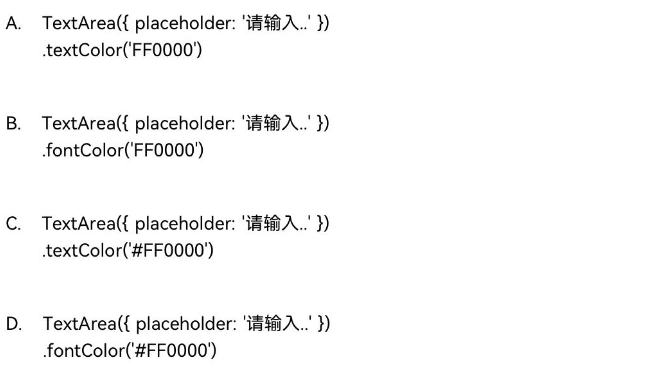 A. TextArea({ placeholder: '请输入..' })
.textColor('FF0000')
B. TextArea({ placeholder: '请输入..' })
.fontColor('FF0000')
C. TextArea({ placeholder: '请输入..' })
.textColor('#FF0000')
D. TextArea({ placeholder: '请输入..' })
.fontColor('#FF0000')